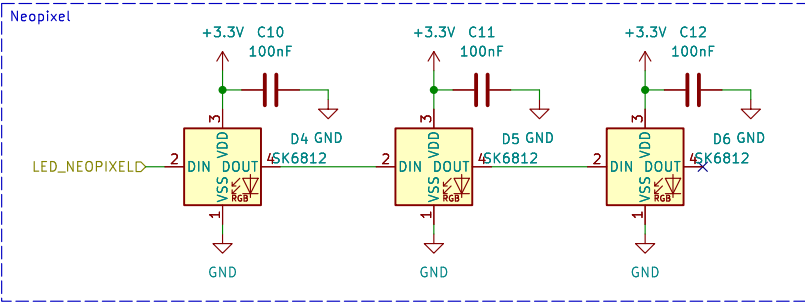 Neopixel
+3.3V C10
100nF
+3.3V C11
100nF
+3.3V C12
100nF
3
D4 GND
VDD
2 DIN DOUT 4
SK6812
VSS
RGB
1
GND
3
D5 GND
VDD
2 DIN DOUT 4
SK6812
VSS
RGB
1
GND
3
D6 GND
VDD
2 DIN DOUT 4
SK6812
VSS
RGB
1
GND
LED_NEOPIXEL